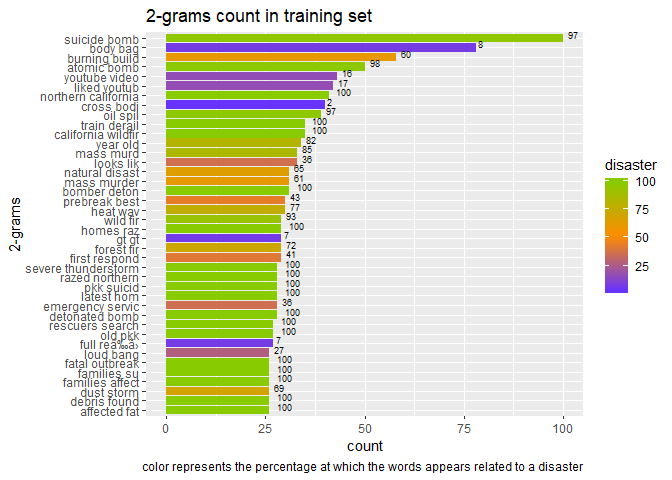 2-grams count in training set
suicide bomb 97
body bag 8
burning build 60
atomic bomb 98
youtube video 16
liked youtub 17
northern california 100
cross bodi 2
oil spil 97
train derail 100
california wildfir 100
year old 82
mass murd 85
looks lik 36
natural disast 65
mass murder 61
bomber deton 100
prebreak best 43
heat wav 77
wild fir 93
homes raz 100
gt gt 7
forest fir 72
first respond 41
severe thunderstorm 100
razed northern 100
pkk suicid 100
latest hom 100
emergency servic 36
detonated bomb 100
rescuers search 100
old pkk 100
full 7
loud bang 27
fatal outbreak 100
families su 100
families affect 100
dust storm 69
debris found 100
affected fat 100
0 25 50 75 100
count
2-grams
disaster
100
75
50
25
color represents the percentage at which the words appears related to a disaster